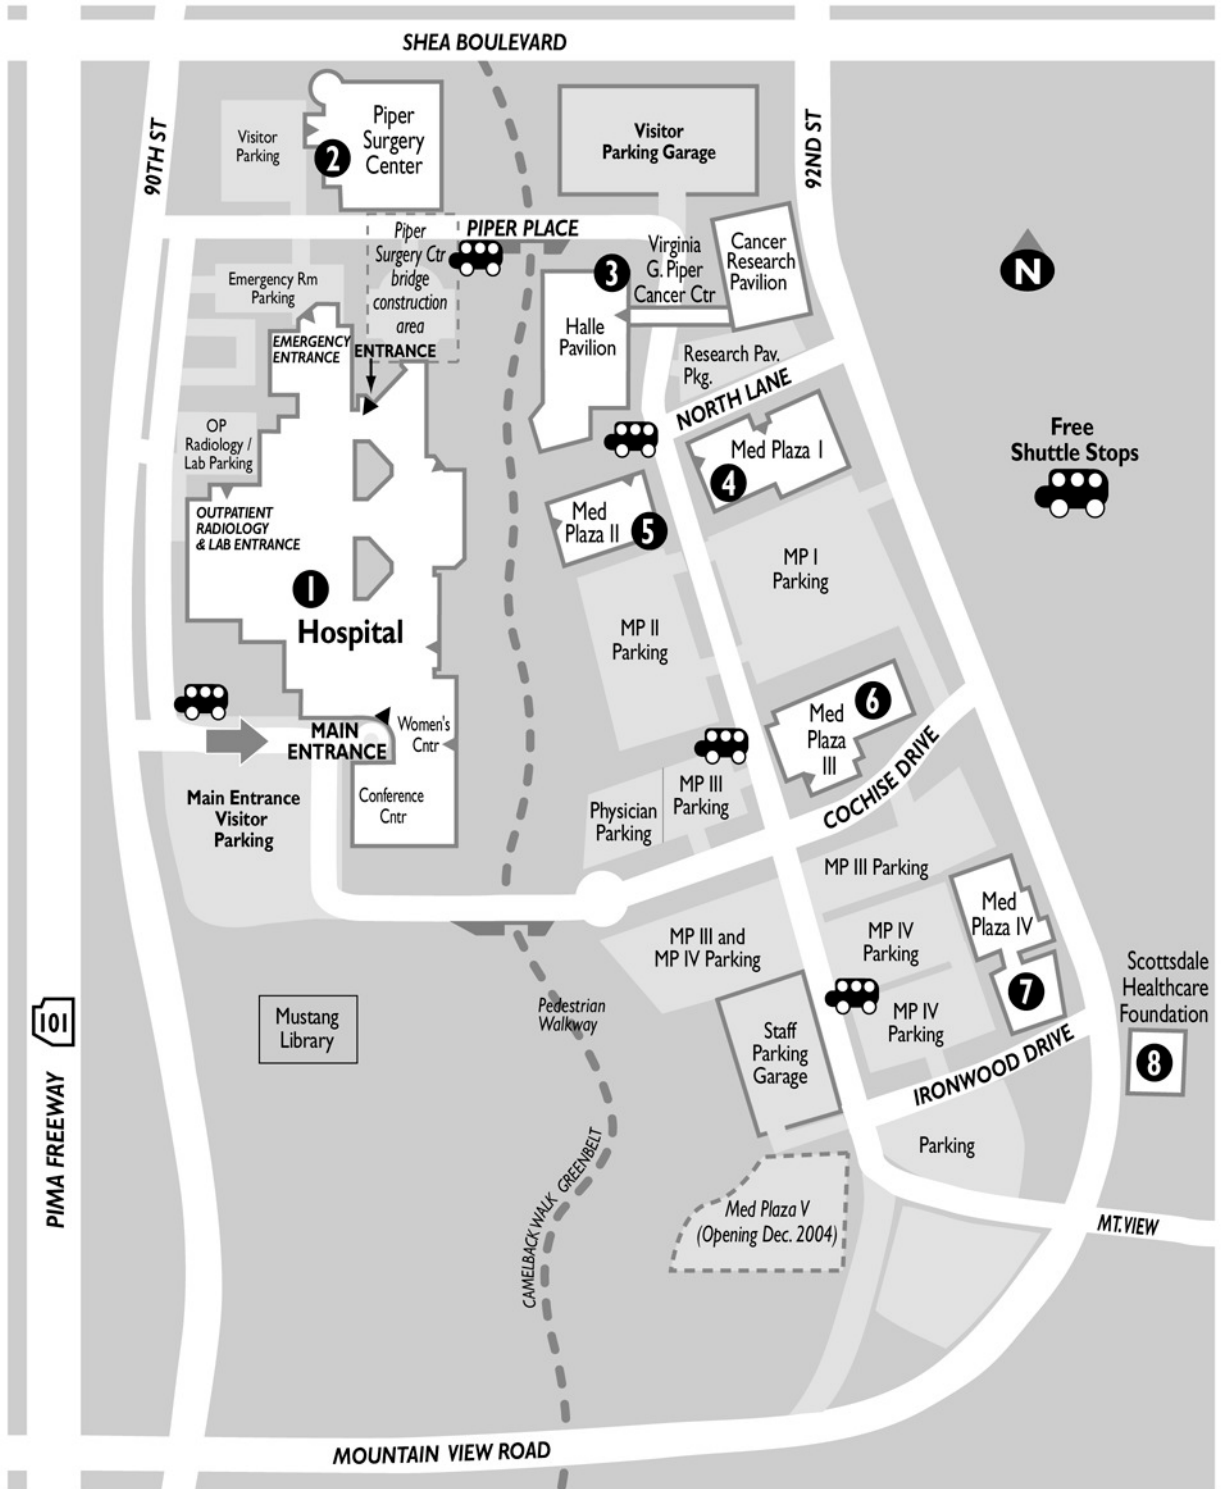 SHEA BOULEVARD
90TH ST
Visitor
Parking
2
Piper
Surgery
Center
Visitor
Parking Garage
92ND ST
PIPER PLACE
Piper
Surgery Ctr
bridge
construction
area
Emergency Rm
Parking
EMERGENCY
ENTRANCE
ENTRANCE
3
Halle
Pavilion
Virginia
G. Piper
Cancer Ctr
Cancer
Research
Pavilion
N
Research Pav.
Pkg.
NORTH LANE
OP
Radiology /
Lab Parking
OUTPATIENT
RADIOLOGY
& LAB ENTRANCE
Med Plaza I
4
Med
Plaza II
5
Free
Shuttle Stops
MP I
Parking
1
Hospital
MP II
Parking
MAIN
ENTRANCE
Women's
Cntr
Med
Plaza
III
6
COCHISE DRIVE
Main Entrance
Visitor
Parking
Conference
Cntr
Physician
Parking
MP III
Parking
MP III Parking
MP III and
MP IV Parking
MP IV
Parking
Med
Plaza IV
7
MP IV
Parking
Scottsdale
Healthcare
Foundation
8
101
PIMA FREEWAY
Mustang
Library
Pedestrian
Walkway
Staff
Parking
Garage
IRONWOOD DRIVE
Parking
CAMELBACK WALK GREENBELT
Med Plaza V
(Opening Dec. 2004)
MT.VIEW
MOUNTAIN VIEW ROAD